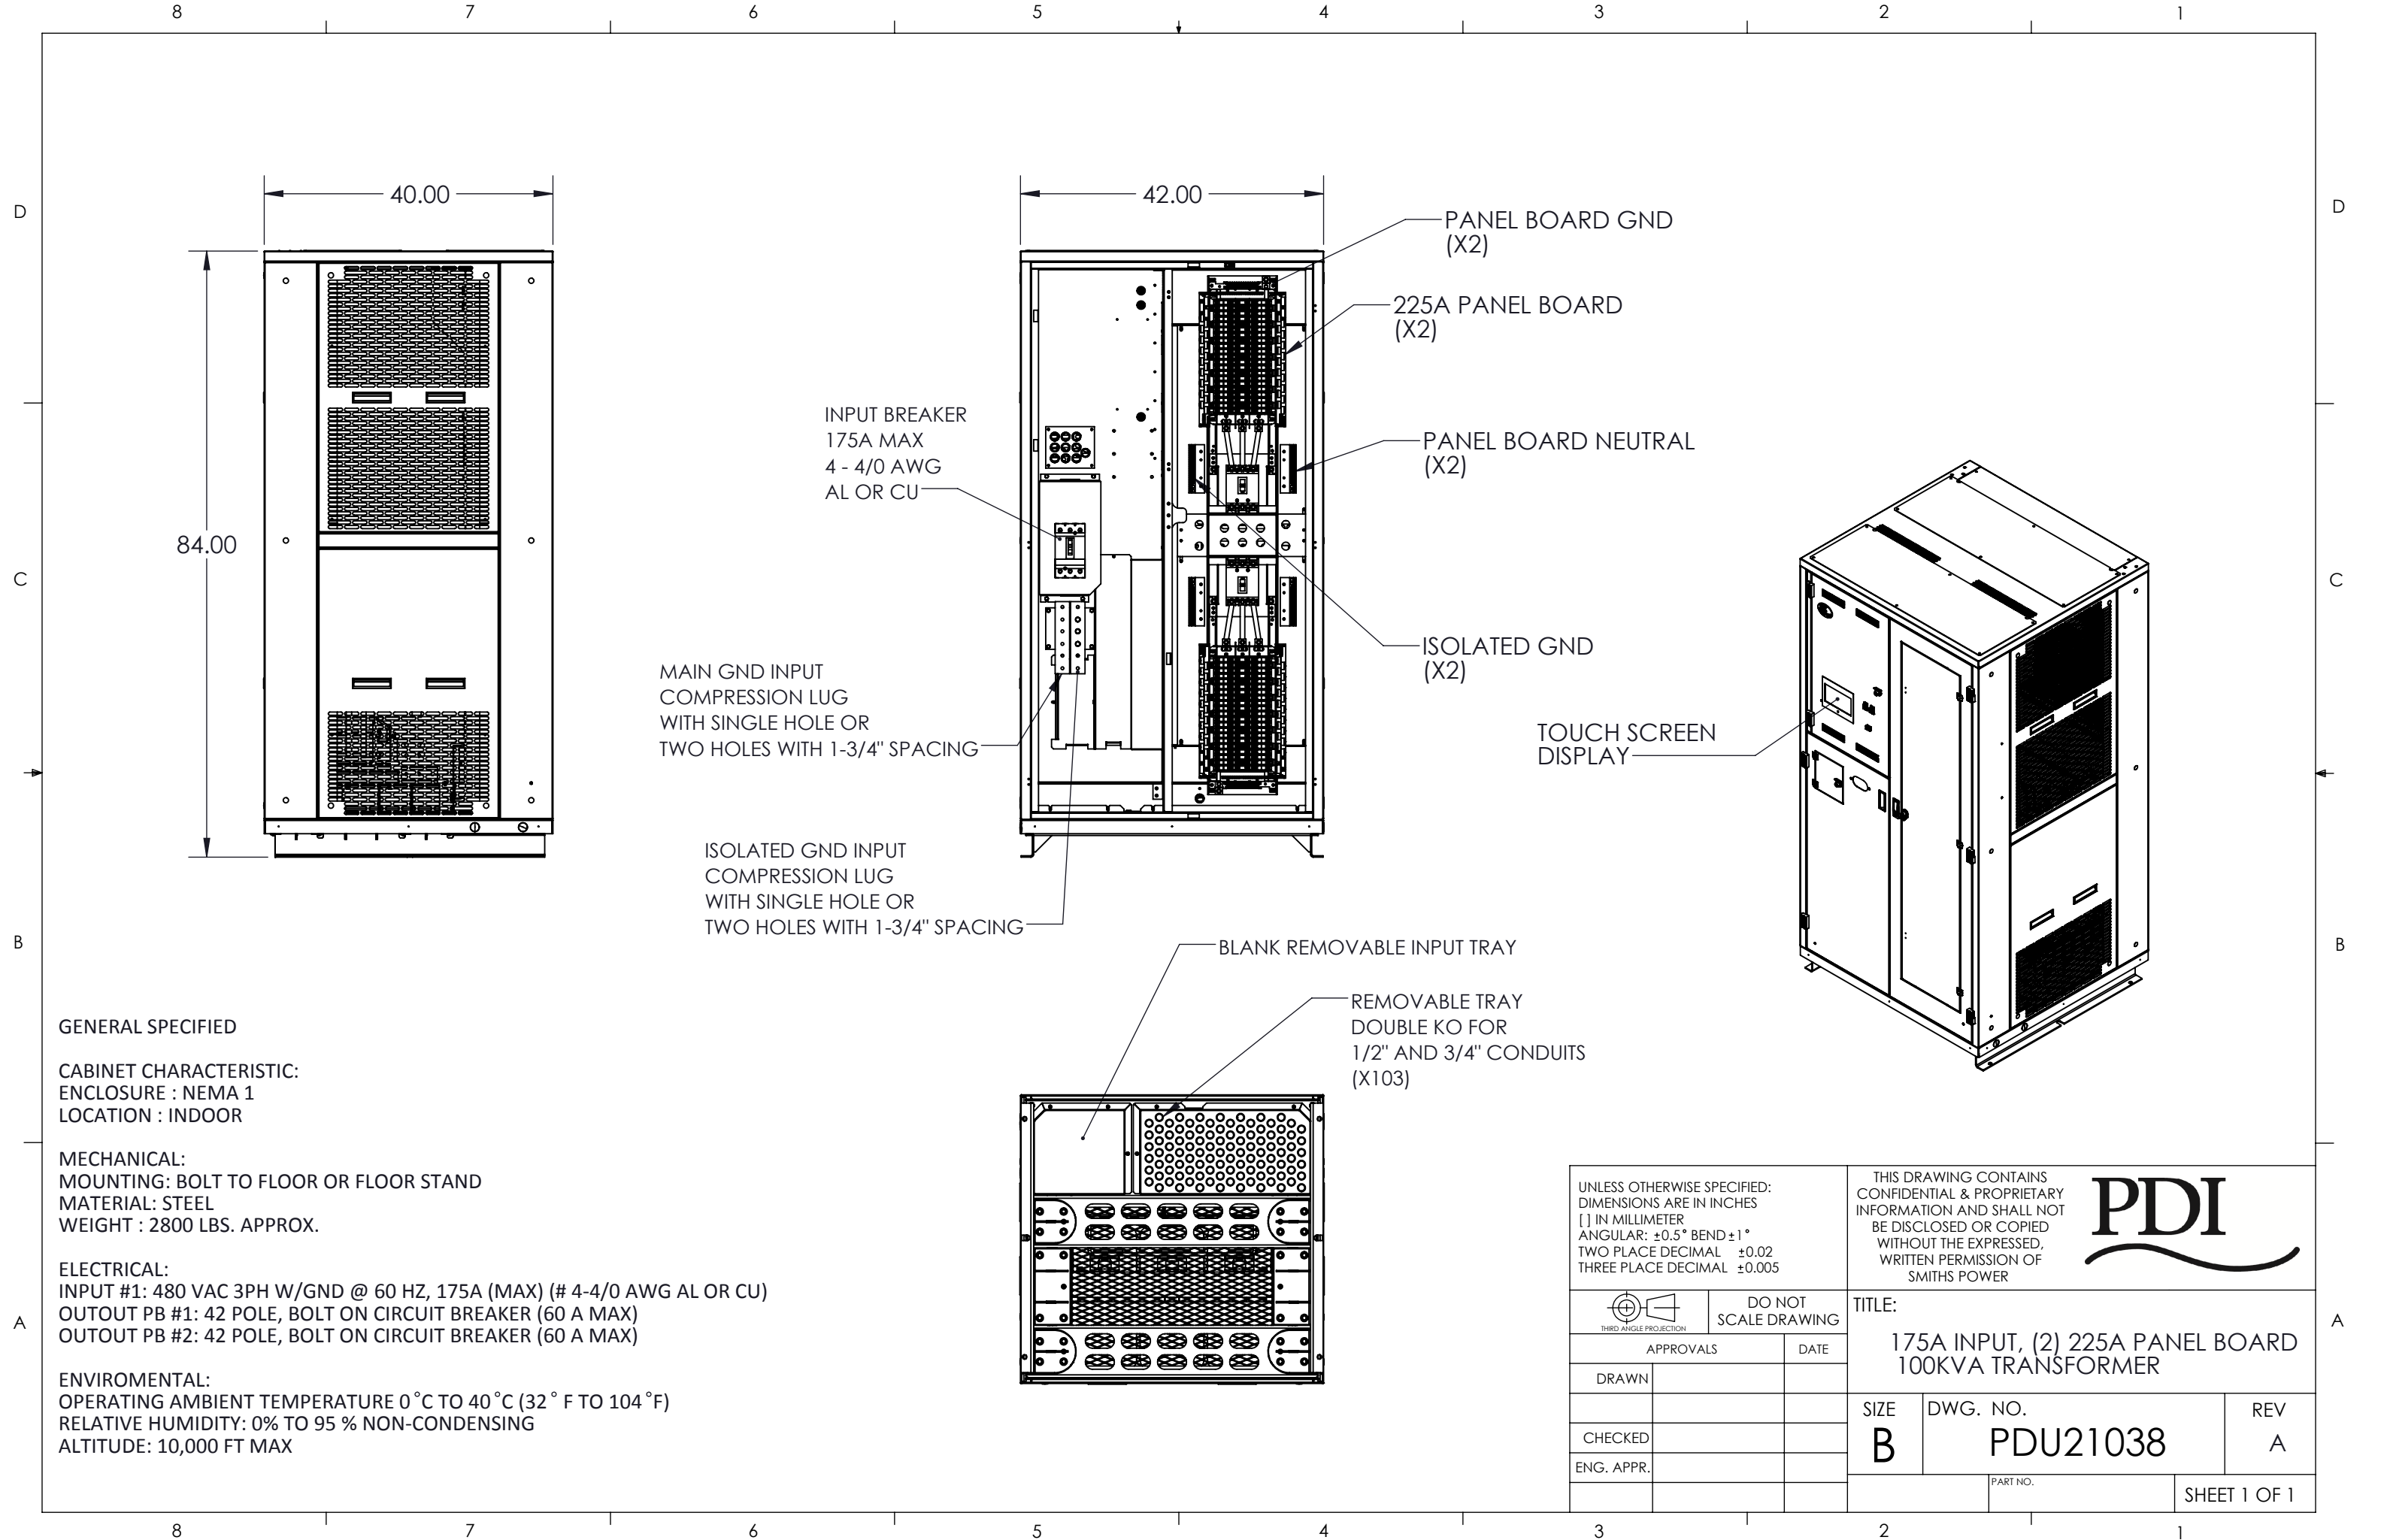 8 7 6 5 4 3 2 1
D
D
40.00
42.00
84.00
PANEL BOARD GND
(X2)
225A PANEL BOARD
(X2)
INPUT BREAKER
175A MAX
4 - 4/0 AWG
AL OR CU
PANEL BOARD NEUTRAL
(X2)
C
C
ISOLATED GND
(X2)
MAIN GND INPUT
COMPRESSION LUG
WITH SINGLE HOLE OR
TWO HOLES WITH 1-3/4" SPACING
TOUCH SCREEN
DISPLAY
ISOLATED GND INPUT
COMPRESSION LUG
WITH SINGLE HOLE OR
TWO HOLES WITH 1-3/4" SPACING
B
B
BLANK REMOVABLE INPUT TRAY
REMOVABLE TRAY
DOUBLE KO FOR
1/2" AND 3/4" CONDUITS
(X103)
GENERAL SPECIFIED
CABINET CHARACTERISTIC:
ENCLOSURE : NEMA 1
LOCATION : INDOOR
MECHANICAL:
MOUNTING: BOLT TO FLOOR OR FLOOR STAND
MATERIAL: STEEL
WEIGHT : 2800 LBS. APPROX.
ELECTRICAL:
INPUT #1: 480 VAC 3PH W/GND @ 60 HZ, 175A (MAX) (# 4-4/0 AWG AL OR CU)
OUTOUT PB #1: 42 POLE, BOLT ON CIRCUIT BREAKER (60 A MAX)
OUTOUT PB #2: 42 POLE, BOLT ON CIRCUIT BREAKER (60 A MAX)
ENVIROMENTAL:
OPERATING AMBIENT TEMPERATURE 0°C TO 40°C (32° F TO 104°F)
RELATIVE HUMIDITY: 0% TO 95 % NON-CONDENSING
ALTITUDE: 10,000 FT MAX
A
A
UNLESS OTHERWISE SPECIFIED:
DIMENSIONS ARE IN INCHES
[ ] IN MILLIMETER
ANGULAR: ±0.5° BEND ±1°
TWO PLACE DECIMAL ±0.02
THREE PLACE DECIMAL ±0.005
THIS DRAWING CONTAINS
CONFIDENTIAL & PROPRIETARY
INFORMATION AND SHALL NOT
BE DISCLOSED OR COPIED
WITHOUT THE EXPRESSED,
WRITTEN PERMISSION OF
SMITHS POWER
PDI
THIRD ANGLE PROJECTION
DO NOT
SCALE DRAWING
APPROVALS DATE
DRAWN
CHECKED
ENG. APPR.
TITLE:
175A INPUT, (2) 225A PANEL BOARD
100KVA TRANSFORMER
SIZE
B
DWG. NO.
PDU21038
REV
A
PART NO.
SHEET 1 OF 1
8 7 6 5 4 3 2 1